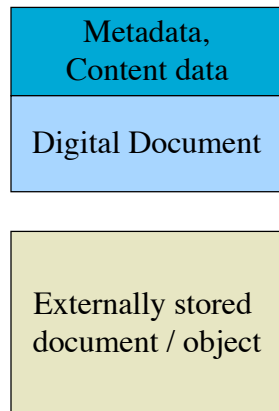 Metadata,
Content data
Digital Document
Externally stored
document / object